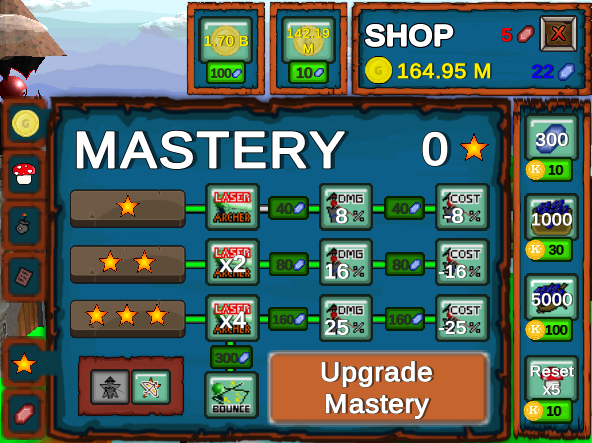 1.70 B
100
142.19
M
10
SHOP
5
X
G 164.95 M
22
MASTERY 0
LASER
ARCHER
40
DMG
8 %
40
COST
-8 %
LASER
X2
ARCHER
80
DMG
16 %
80
COST
-16 %
LASER
X4
ARCHER
160
DMG
25 %
160
COST
-25 %
300
BOUNCE
Upgrade
Mastery
300
K 10
1000
K 30
5000
K 100
Reset
x5
K 10